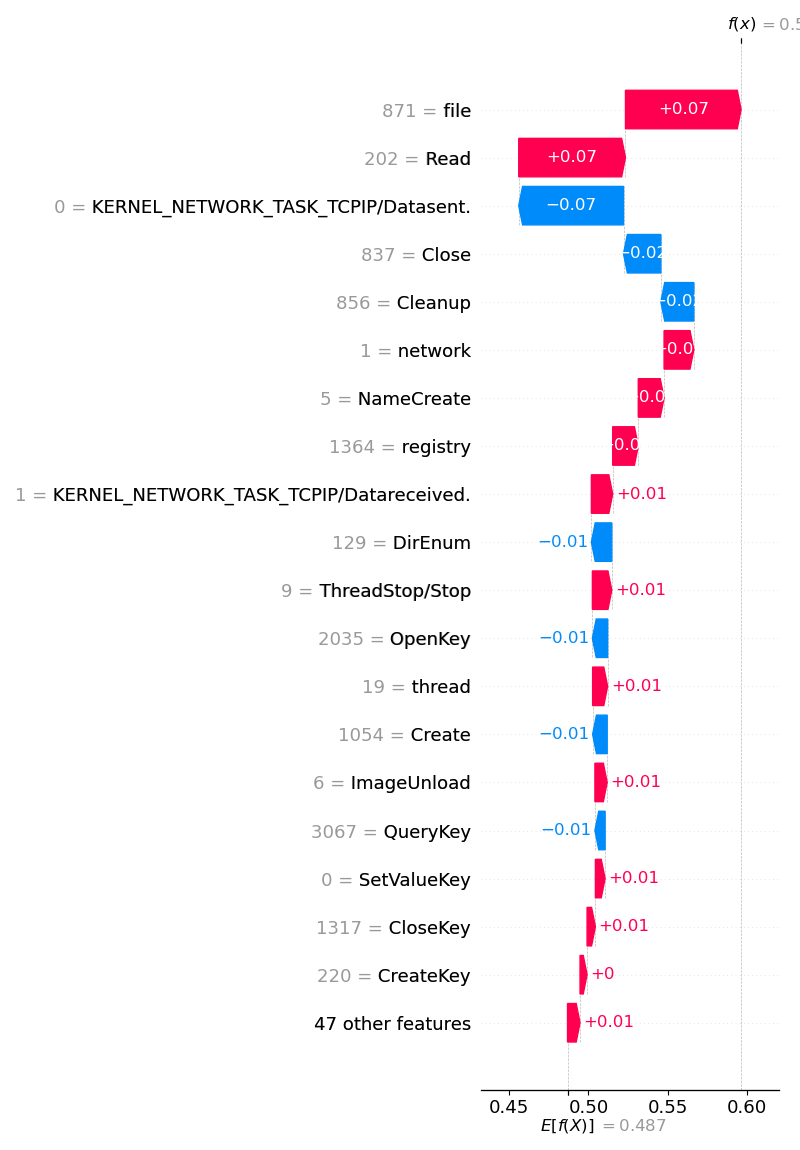 f(x) = 0.5
871 = file
+0.07
202 = Read
+0.07
0 = KERNEL_NETWORK_TASK_TCPIP/Datasent.
−0.07
837 = Close
−0.02
856 = Cleanup
1 = network
5 = NameCreate
1364 = registry
1 = KERNEL_NETWORK_TASK_TCPIP/Datareceived.
+0.01
129 = DirEnum
−0.01
9 = ThreadStop/Stop
+0.01
2035 = OpenKey
−0.01
19 = thread
+0.01
1054 = Create
−0.01
6 = ImageUnload
+0.01
3067 = QueryKey
−0.01
0 = SetValueKey
+0.01
1317 = CloseKey
+0.01
220 = CreateKey
+0
47 other features
+0.01
0.45 0.50 0.55 0.60
E[f(X)] = 0.487